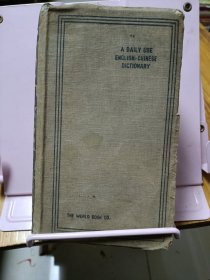 A DAILY USE
ENGLISH-CHINESE
DICTIONARY
THE WORLD BOOK CO.